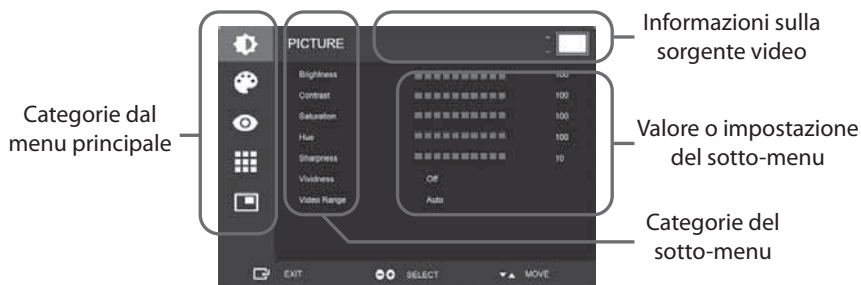 Informazioni sulla
sorgente video
PICTURE
Brightness 100
Contrast 100
Saturation 100
Hue 100
Sharpness 10
Vividness Off
Video Range Auto
Categorie dal
menu principale
Valore o impostazione
del sotto-menu
Categorie del
sotto-menu
EXIT SELECT MOVE